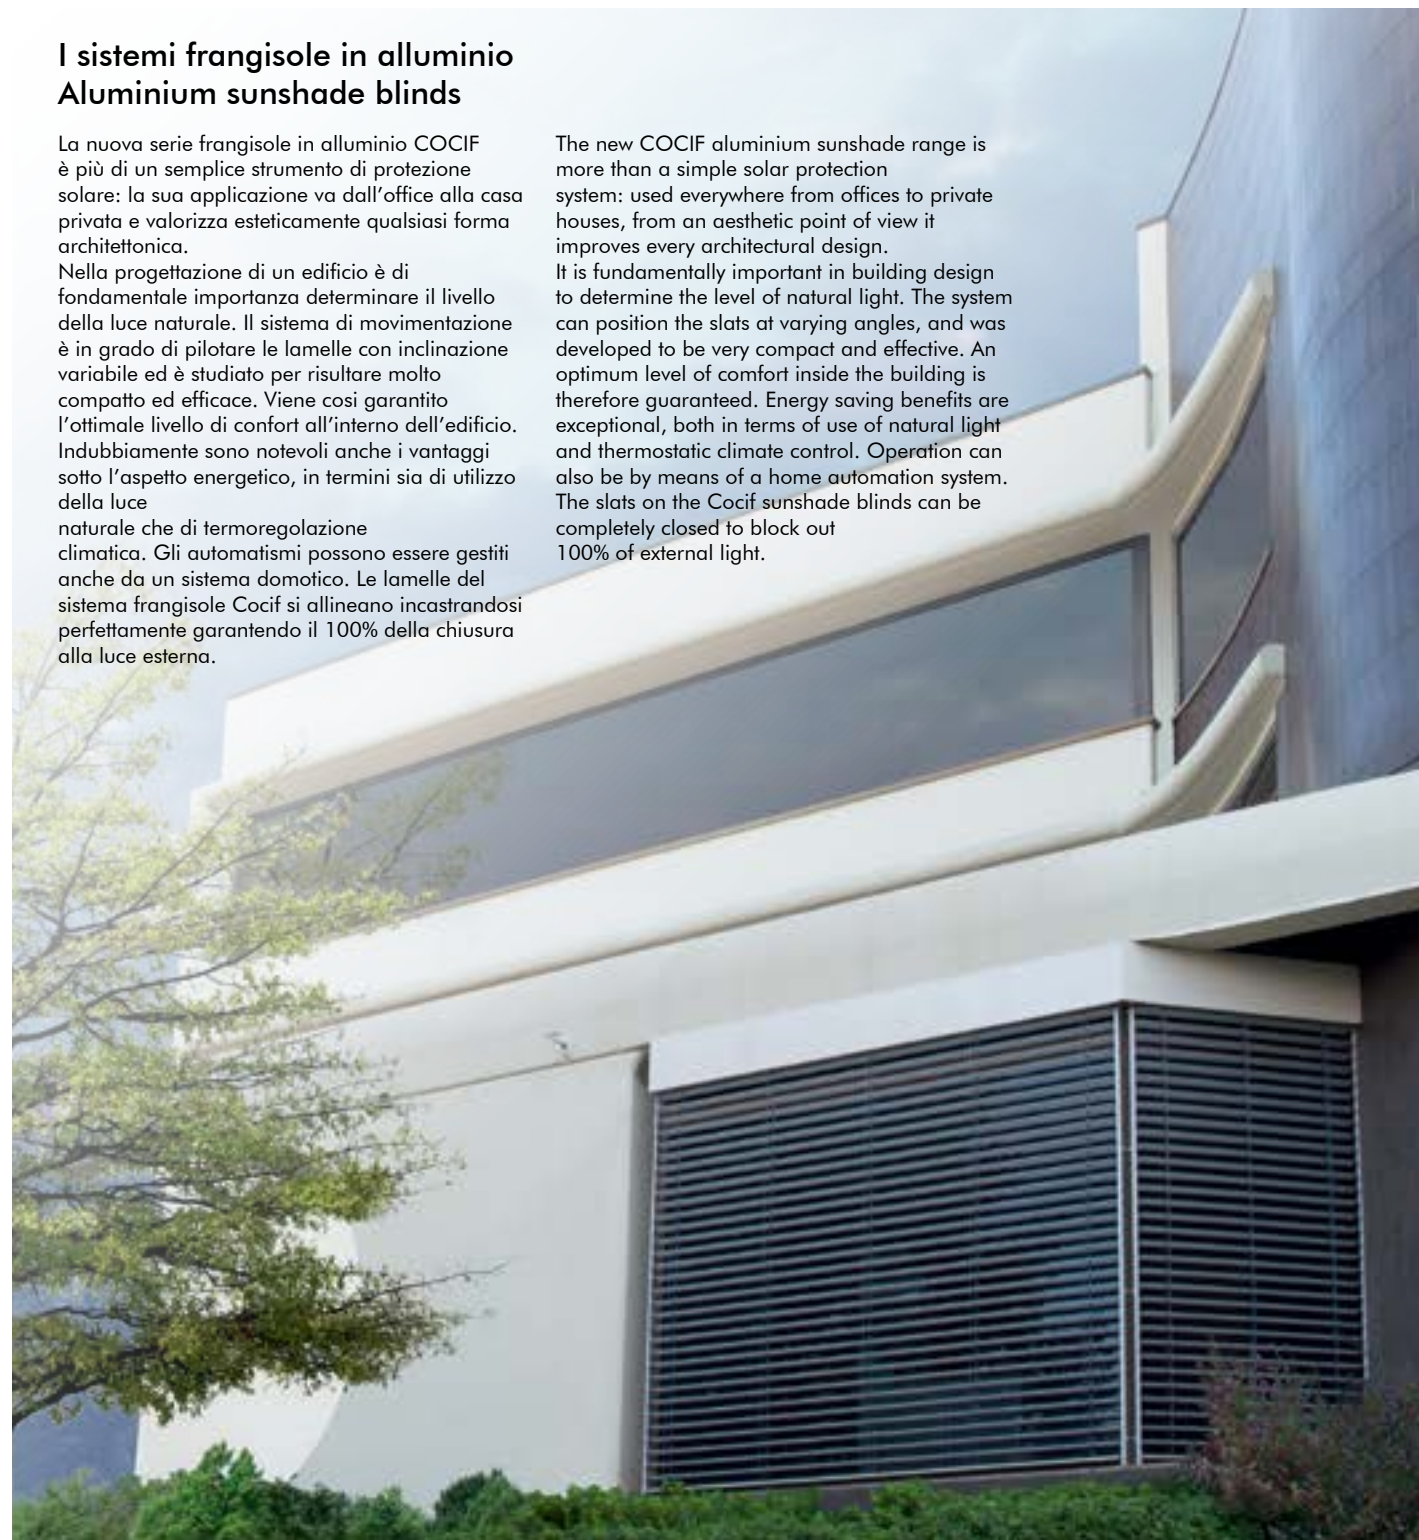 I sistemi frangisole in alluminio
Aluminium sunshade blinds
La nuova serie frangisole in alluminio COCIF
è più di un semplice strumento di protezione
solare: la sua applicazione va dall'office alla casa
privata e valorizza esteticamente qualsiasi forma
architettonica.
Nella progettazione di un edificio è di
fondamentale importanza determinare il livello
della luce naturale. Il sistema di movimentazione
è in grado di pilotare le lamelle con inclinazione
variabile ed è studiato per risultare molto
compatto ed efficace. Viene cosi garantito
l'ottimale livello di confort all'interno dell'edificio.
Indubbiamente sono notevoli anche i vantaggi
sotto l'aspetto energetico, in termini sia di utilizzo
della luce
naturale che di termoregolazione
climatica. Gli automatismi possono essere gestiti
anche da un sistema domotico. Le lamelle del
sistema frangisole Cocif si allineano incastrandosi
perfettamente garantendo il 100% della chiusura
alla luce esterna.
The new COCIF aluminium sunshade range is
more than a simple solar protection
system: used everywhere from offices to private
houses, from an aesthetic point of view it
improves every architectural design.
It is fundamentally important in building design
to determine the level of natural light. The system
can position the slats at varying angles, and was
developed to be very compact and effective. An
optimum level of comfort inside the building is
therefore guaranteed. Energy saving benefits are
exceptional, both in terms of use of natural light
and thermostatic climate control. Operation can
also be by means of a home automation system.
The slats on the Cocif sunshade blinds can be
completely closed to block out
100% of external light.